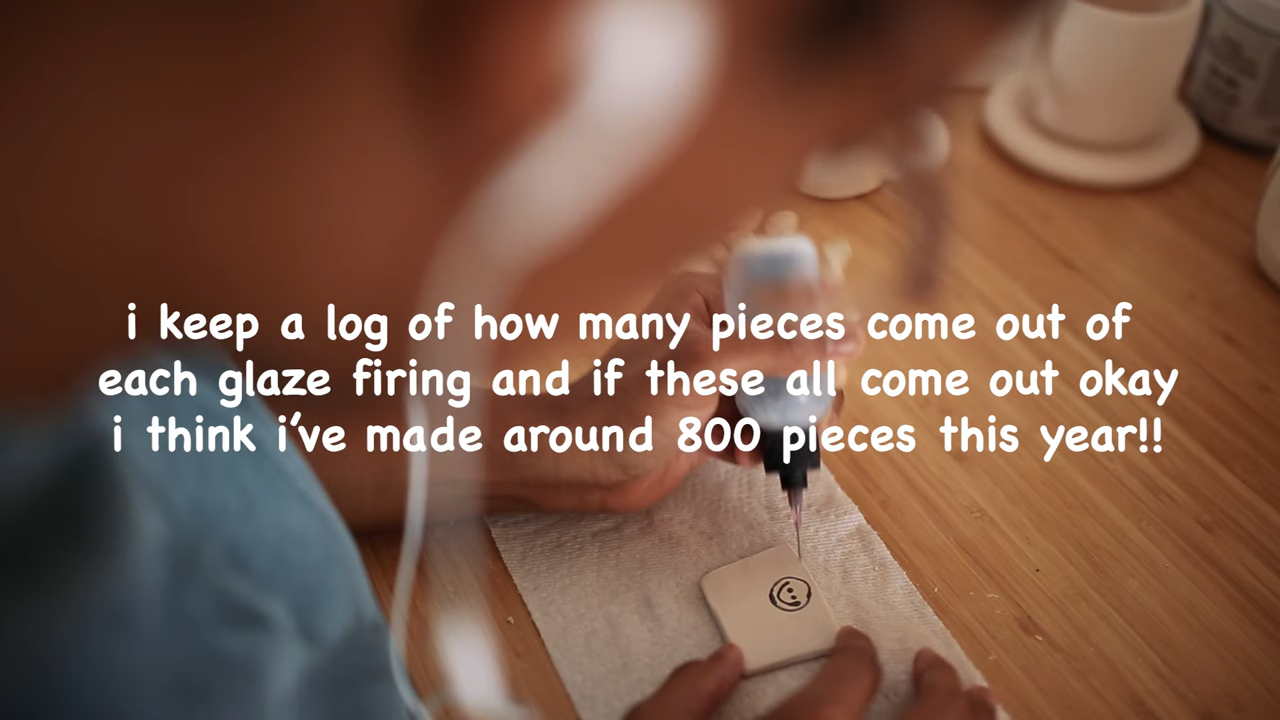 i keep a log of how many pieces come out of
each glaze firing and if these all come out okay
i think i've made around 800 pieces this year!!